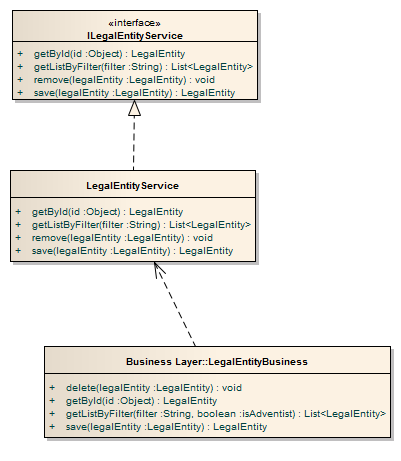 «interface»
ILegalEntityService
+ getById(id :Object) : LegalEntity
+ getListByFilter(filter :String) : List<LegalEntity>
+ remove(legalEntity :LegalEntity) : void
+ save(legalEntity :LegalEntity) : LegalEntity
LegalEntityService
+ getById(id :Object) : LegalEntity
+ getListByFilter(filter :String) : List<LegalEntity>
+ remove(legalEntity :LegalEntity) : void
+ save(legalEntity :LegalEntity) : LegalEntity
Business Layer::LegalEntityBusiness
+ delete(legalEntity :LegalEntity) : void
+ getById(id :Object) : LegalEntity
+ getListByFilter(filter :String, boolean :isAdventist) : List<LegalEntity>
+ save(legalEntity :LegalEntity) : LegalEntity